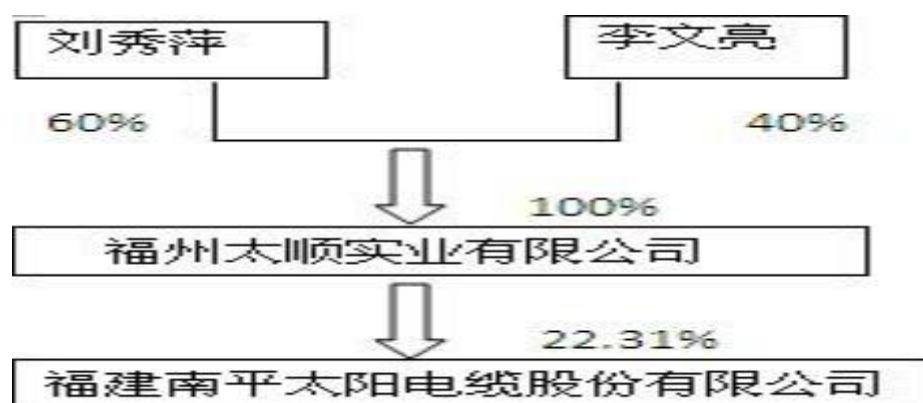 刘秀萍
李文亮
60%
40%
100%
福州太顺实业有限公司
22.31%
福建南平太阳电缆股份有限公司